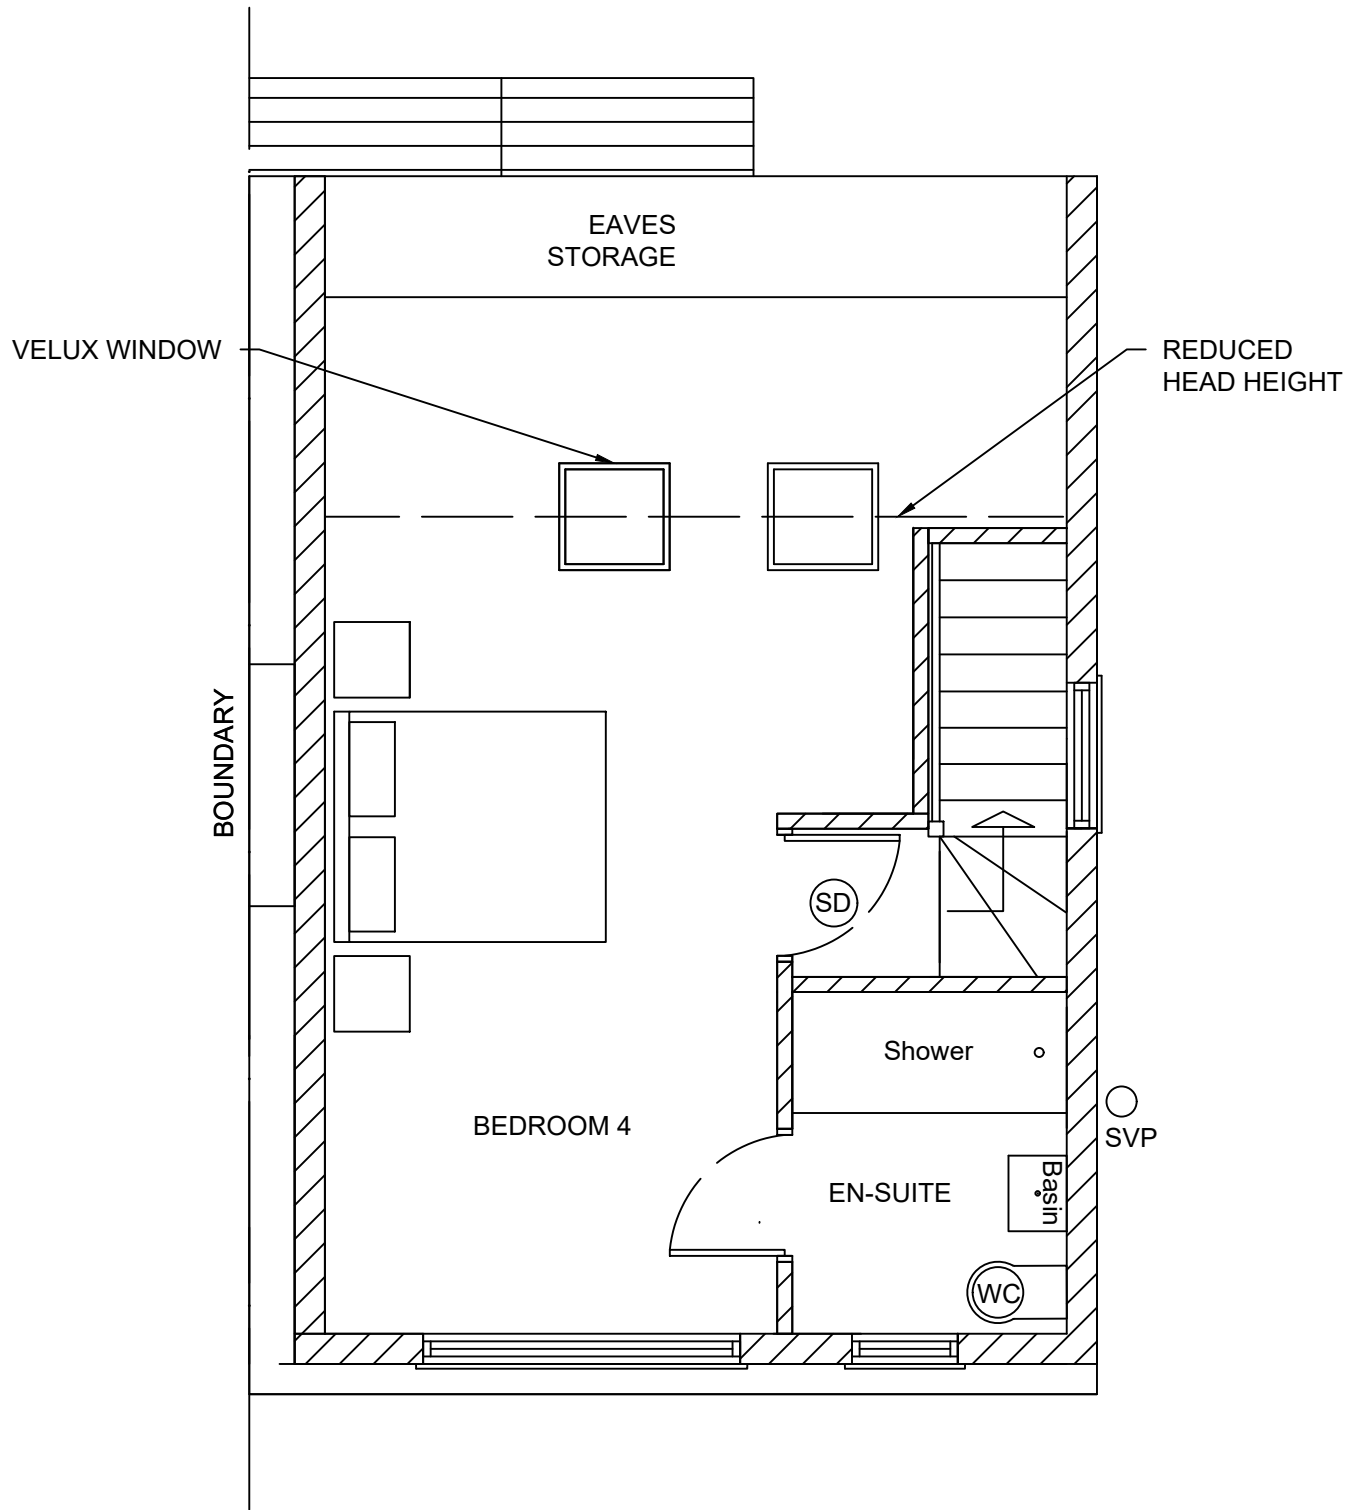 EAVES
STORAGE
VELUX WINDOW
REDUCED
HEAD HEIGHT
BOUNDARY
SD
Shower
BEDROOM 4
SVP
EN-SUITE
Basin
WC